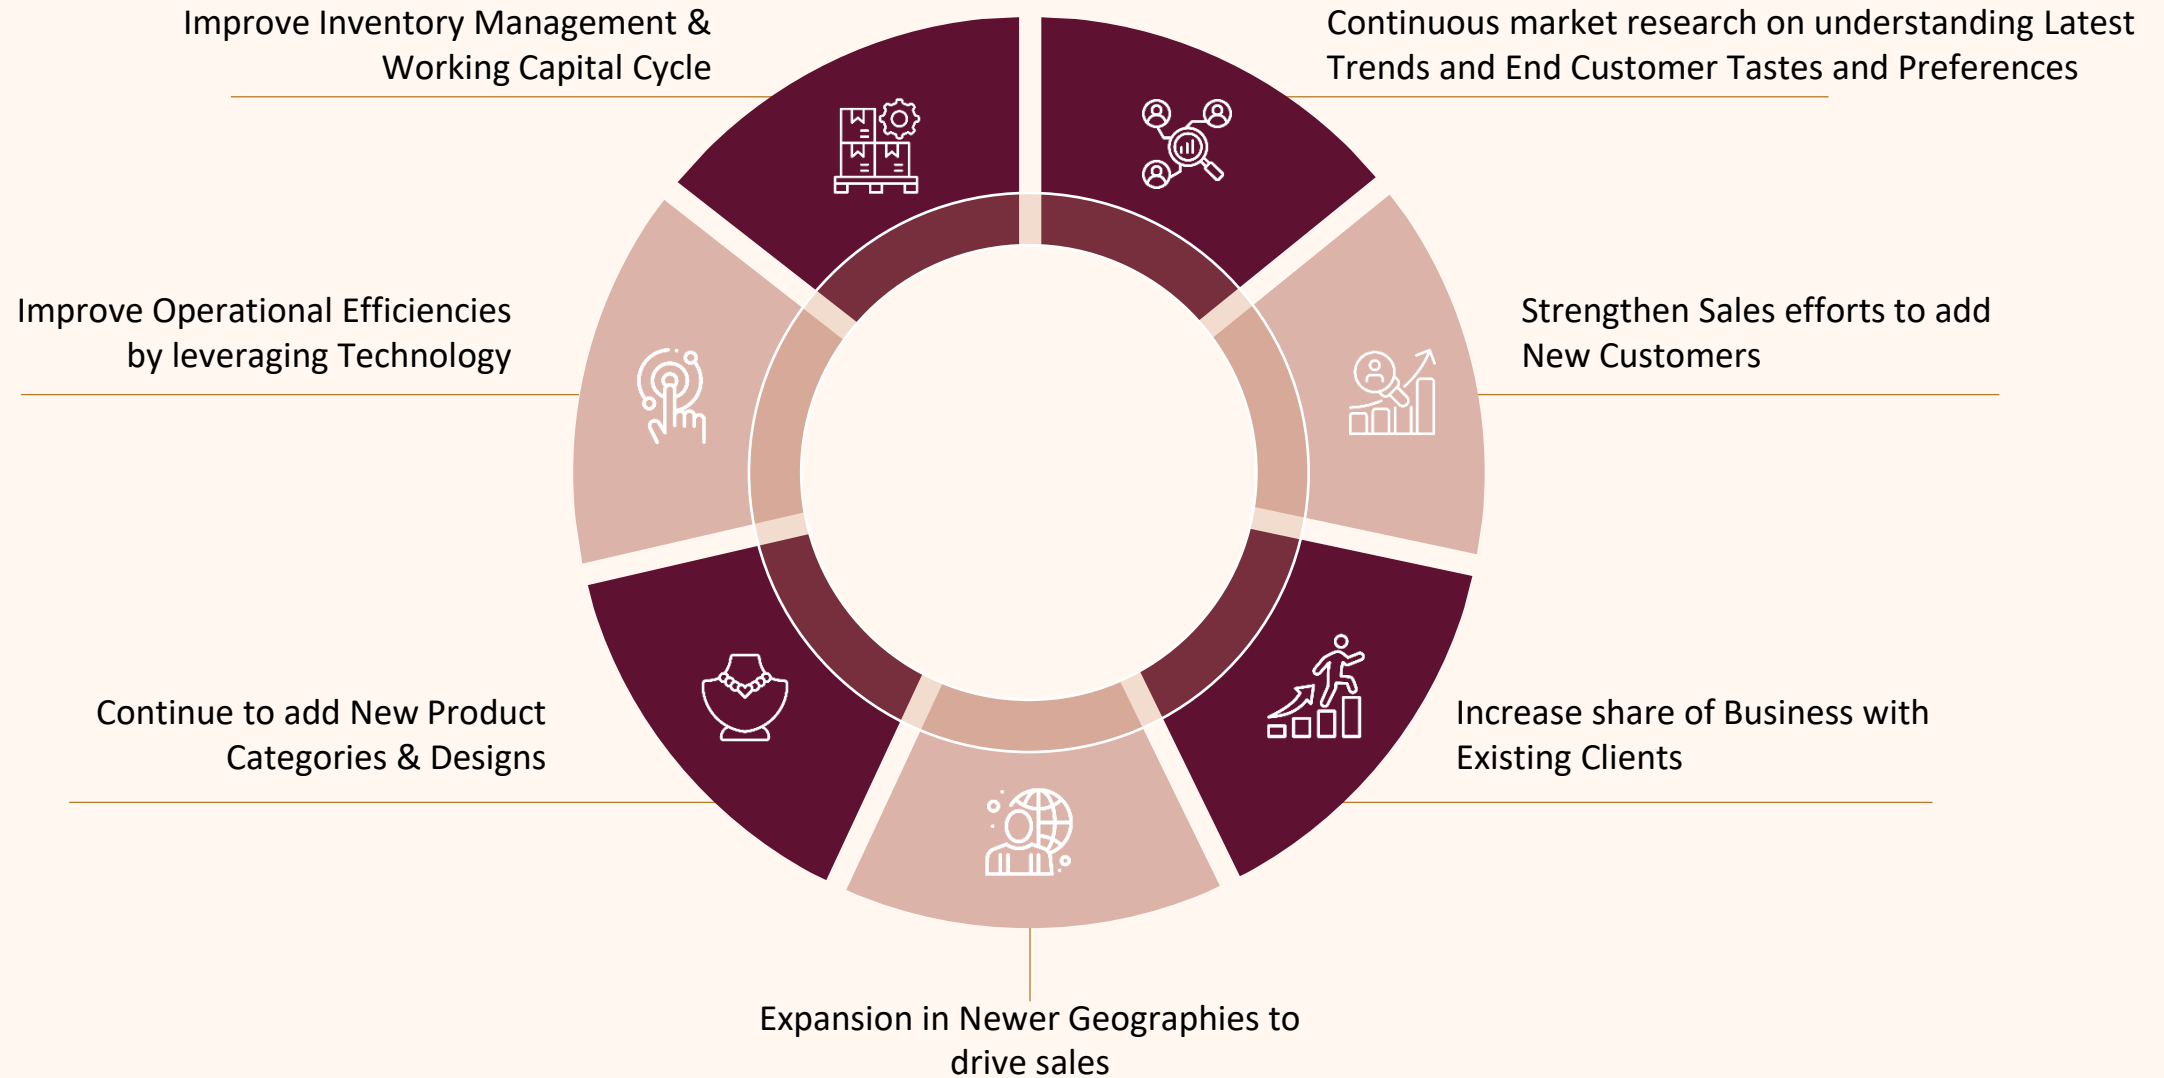 Improve Inventory Management &
Working Capital Cycle
Continuous market research on understanding Latest
Trends and End Customer Tastes and Preferences
Improve Operational Efficiencies
by leveraging Technology
Strengthen Sales efforts to add
New Customers
Continue to add New Product
Categories & Designs
Increase share of Business with
Existing Clients
Expansion in Newer Geographies to
drive sales